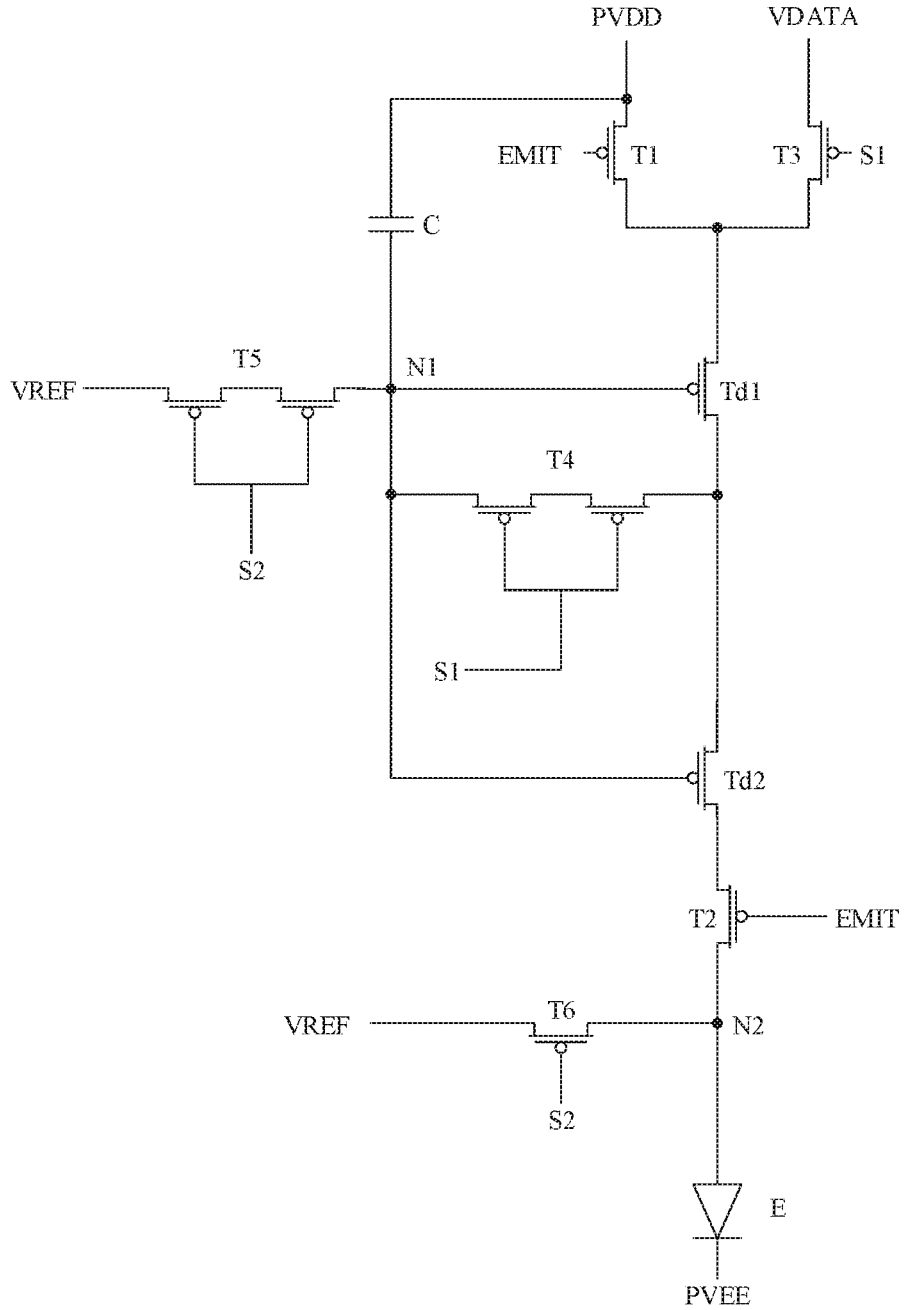 PVDD
VDATA
EMIT
T1
T3
S1
C
T5
N1
VREF
Td1
T4
S2
S1
Td2
T2
EMIT
T6
VREF
N2
S2
E
PVEE